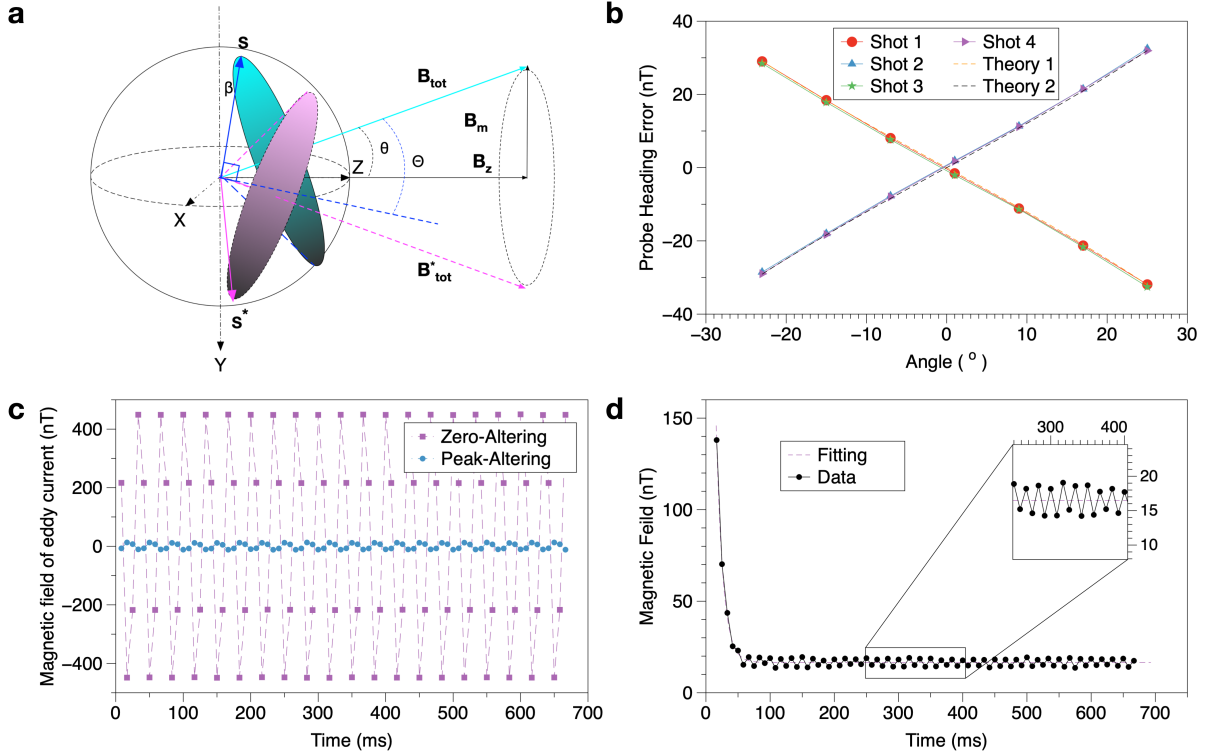 a
S
β
B_tot
B_m
θ
Θ
B_z
Z
X
B*_tot
S*
Y
b
Probe Heading Error (nT)
40
20
0
−20
−40
Shot 1
Shot 2
Shot 3
Shot 4
Theory 1
Theory 2
−30 −20 −10 0 10 20 30
Angle ( ° )
c
Magnetic field of eddy current (nT)
400
200
0
−200
−400
Zero-Altering
Peak-Altering
0 100 200 300 400 500 600 700
Time (ms)
d
Magnetic Feild (nT)
150
100
50
0
Fitting
Data
300 400
20
15
10
0 100 200 300 400 500 600 700
Time (ms)